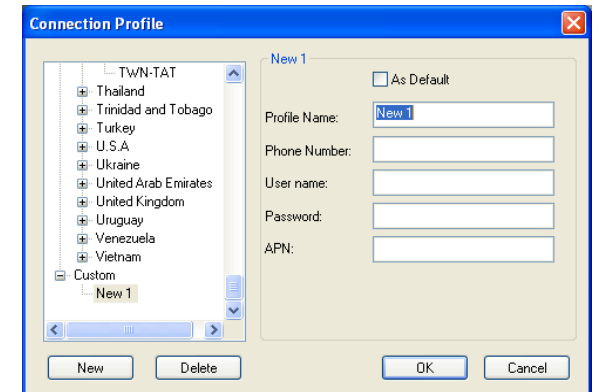 Connection Profile
TWN-TAT
Thailand
Trinidad and Tobago
Turkey
U.S.A
Ukraine
United Arab Emirates
United Kingdom
Uruguay
Venezuela
Vietnam
Custom
New 1
New
Delete
New 1
As Default
Profile Name:
New 1
Phone Number:
User name:
Password:
APN:
OK
Cancel